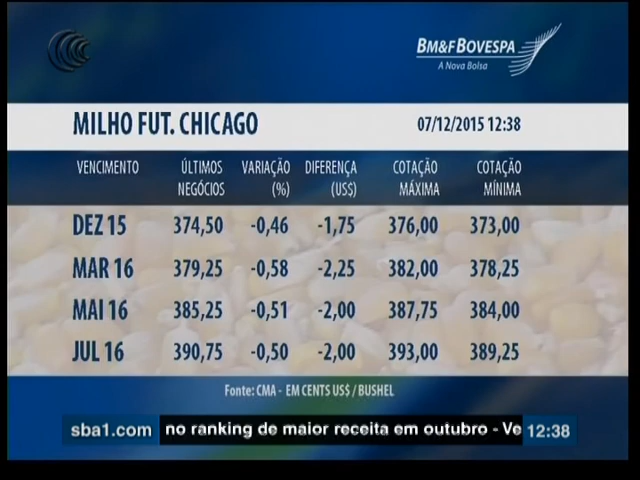 BM&FBOVESPA
A Nova Bolsa
MILHO FUT. CHICAGO 07/12/2015 12:38
VENCIMENTO ÚLTIMOS NEGÓCIOS VARIAÇÃO (%) DIFERENÇA (US$) COTAÇÃO MÁXIMA COTAÇÃO MÍNIMA
DEZ 15 374,50 -0,46 -1,75 376,00 373,00
MAR 16 379,25 -0,58 -2,25 382,00 378,25
MAI 16 385,25 -0,51 -2,00 387,75 384,00
JUL 16 390,75 -0,50 -2,00 393,00 389,25
Fonte: CMA - EM CENTS US$ / BUSHEL
sba1.com no ranking de maior receita em outubro - Ve 12:38